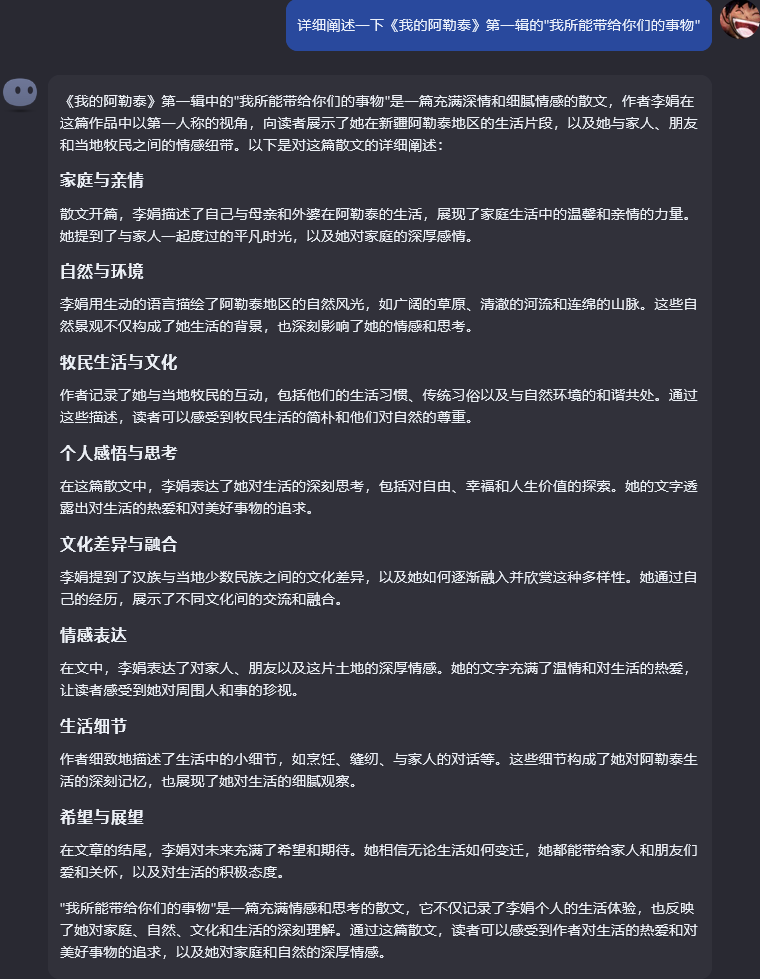 详细阐述一下《我的阿勒泰》第一辑的"我所能带给你们的事物"
《我的阿勒泰》第一辑中的"我所能带给你们的事物"是一篇充满深情和细腻情感的散文，作者李娟在
这篇作品中以第一人称的视角，向读者展示了她在新疆阿勒泰地区的生活片段，以及她与家人、朋友
和当地牧民之间的情感纽带。以下是对这篇散文的详细阐述：
家庭与亲情
散文开篇，李娟描述了自己与母亲和外婆在阿勒泰的生活，展现了家庭生活中的温馨和亲情的力量。
她提到了与家人一起度过的平凡时光，以及她对家庭的深厚感情。
自然与环境
李娟用生动的语言描绘了阿勒泰地区的自然风光，如广阔的草原、清澈的河流和连绵的山脉。这些自
然景观不仅构成了她生活的背景，也深刻影响了她的情感和思考。
牧民生活与文化
作者记录了她与当地牧民的互动，包括他们的生活习惯、传统习俗以及与自然环境的和谐共处。通过
这些描述，读者可以感受到牧民生活的简朴和他们对自然的尊重。
个人感悟与思考
在这篇散文中，李娟表达了她对生活的深刻思考，包括对自由、幸福和人生价值的探索。她的文字透
露出对生活的热爱和对美好事物的追求。
文化差异与融合
李娟提到了汉族与当地少数民族之间的文化差异，以及她如何逐渐融入并欣赏这种多样性。她通过自
己的经历，展示了不同文化间的交流和融合。
情感表达
在文中，李娟表达了对家人、朋友以及这片土地的深厚情感。她的文字充满了温情和对生活的热爱，
让读者感受到她对周围人和事的珍视。
生活细节
作者细致地描述了生活中的小细节，如烹饪、缝纫、与家人的对话等。这些细节构成了她对阿勒泰生
活的深刻记忆，也展现了她对生活的细腻观察。
希望与展望
在文章的结尾，李娟对未来充满了希望和期待。她相信无论生活如何变迁，她都能带给家人和朋友们
爱和关怀，以及对生活的积极态度。
"我所能带给你们的事物"是一篇充满情感和思考的散文，它不仅记录了李娟个人的生活体验，也反映
了她对家庭、自然、文化和生活的深刻理解。通过这篇散文，读者可以感受到作者对生活的热爱和对
美好事物的追求，以及她对家庭和自然的深厚情感。